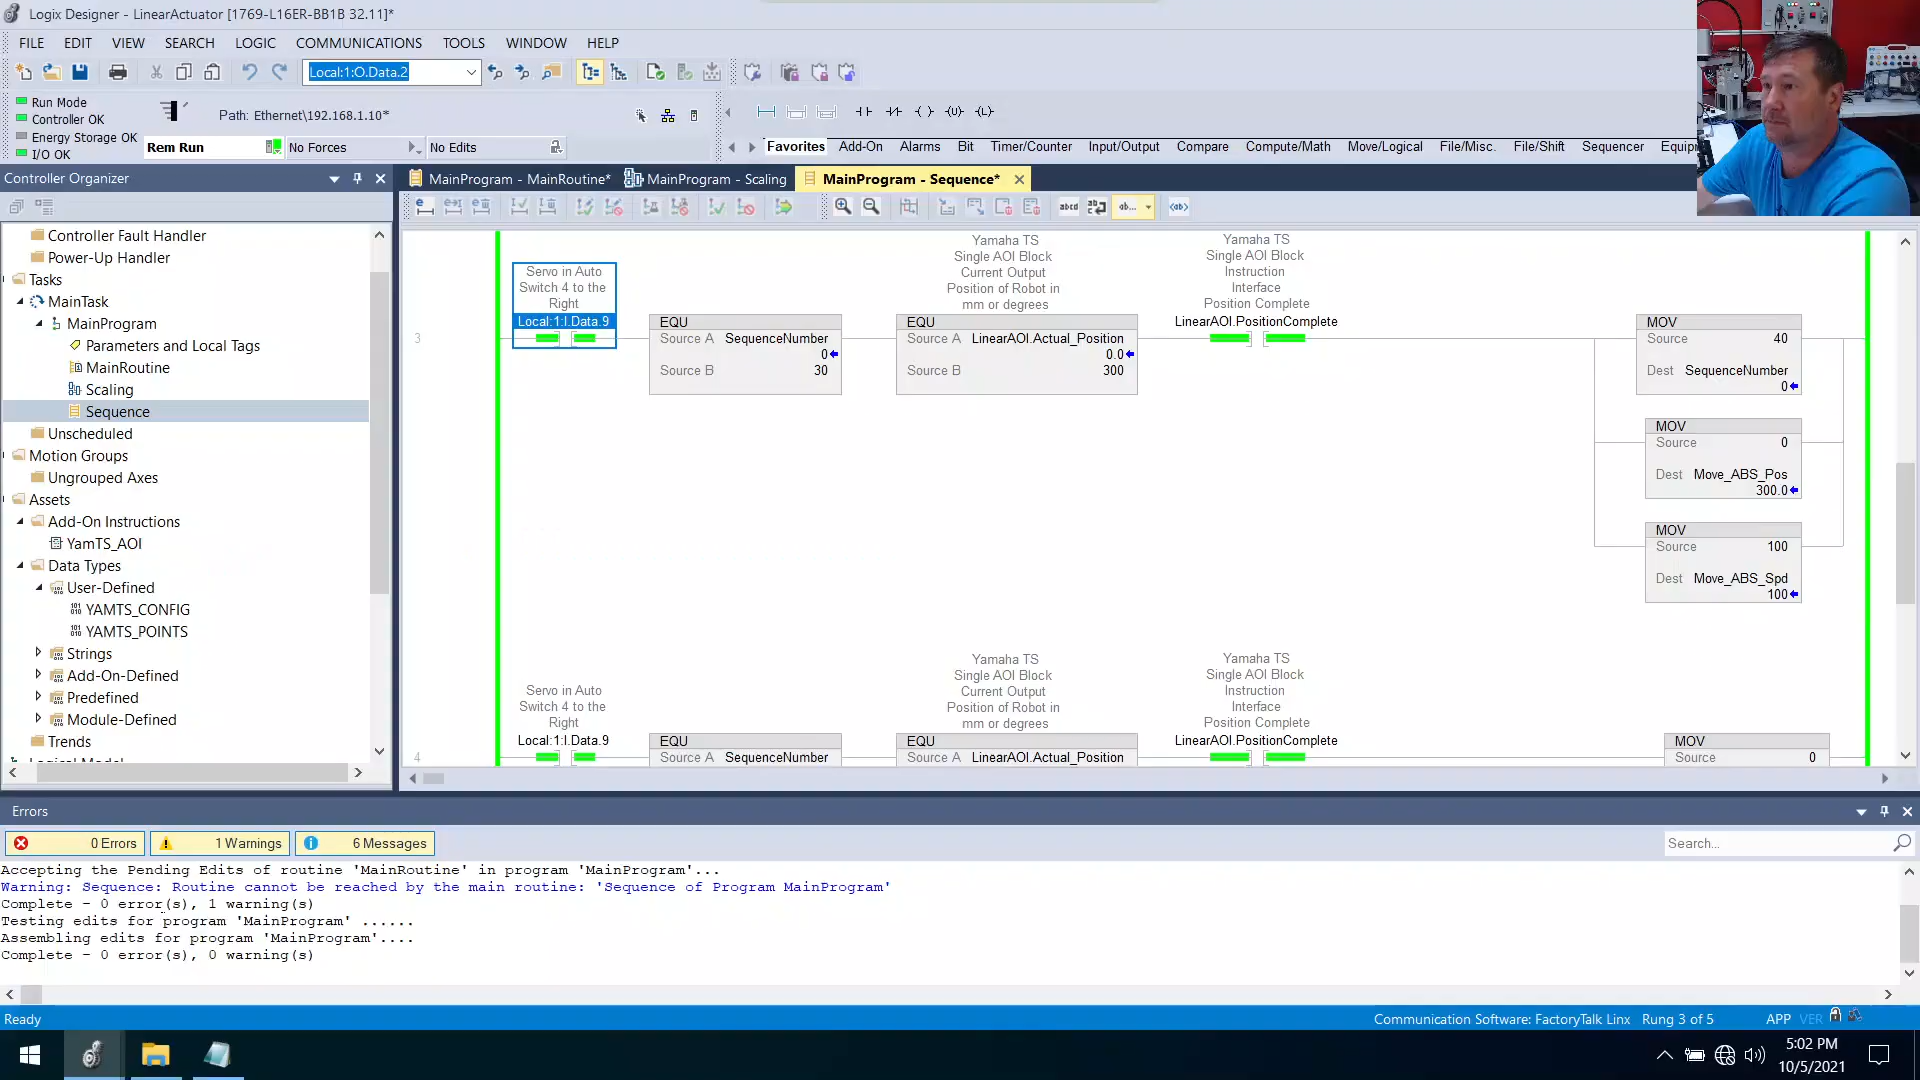 Logix Designer - LinearActuator [1769-L16ER-BB1B 32.11]*
FILE EDIT VIEW SEARCH LOGIC COMMUNICATIONS TOOLS WINDOW HELP
Local:1:O.Data.2
Run Mode
Controller OK
Energy Storage OK
I/O OK
Path: Ethernet\192.168.1.10*
Rem Run No Forces No Edits
Favorites Add-On Alarms Bit Timer/Counter Input/Output Compare Compute/Math Move/Logical File/Misc. File/Shift Sequencer
Controller Organizer
MainProgram - MainRoutine* MainProgram - Scaling MainProgram - Sequence*
Controller Fault Handler
Power-Up Handler
Tasks
MainTask
MainProgram
Parameters and Local Tags
MainRoutine
Scaling
Sequence
Unscheduled
Motion Groups
Ungrouped Axes
Assets
Add-On Instructions
YamTS_AOI
Data Types
User-Defined
YAMTS_CONFIG
YAMTS_POINTS
Strings
Add-On-Defined
Predefined
Module-Defined
Trends
3
Servo in Auto
Switch 4 to the
Right
Local:1:I.Data.9
EQU
Source A SequenceNumber
0
Source B 30
Yamaha TS
Single AOI Block
Current Output
Position of Robot in
mm or degrees
EQU
Source A LinearAOI.Actual_Position
0.0
Source B 300
Yamaha TS
Single AOI Block
Instruction
Interface
Position Complete
LinearAOI.PositionComplete
MOV
Source 40
Dest SequenceNumber
0
MOV
Source 0
Dest Move_ABS_Pos
300.0
MOV
Source 100
Dest Move_ABS_Spd
100
4
Servo in Auto
Switch 4 to the
Right
Local:1:I.Data.9
EQU
Source A SequenceNumber
Yamaha TS
Single AOI Block
Current Output
Position of Robot in
mm or degrees
EQU
Source A LinearAOI.Actual_Position
Yamaha TS
Single AOI Block
Instruction
Interface
Position Complete
LinearAOI.PositionComplete
MOV
Source 0
Errors
0 Errors 1 Warnings 6 Messages
Search...
Accepting the Pending Edits of routine 'MainRoutine' in program 'MainProgram'...
Warning: Sequence: Routine cannot be reached by the main routine: 'Sequence of Program MainProgram'
Complete - 0 error(s), 1 warning(s)
Testing edits for program 'MainProgram' ......
Assembling edits for program 'MainProgram'....
Complete - 0 error(s), 0 warning(s)
Ready
Communication Software: FactoryTalk Linx Rung 3 of 5 APP VER
5:02 PM
10/5/2021